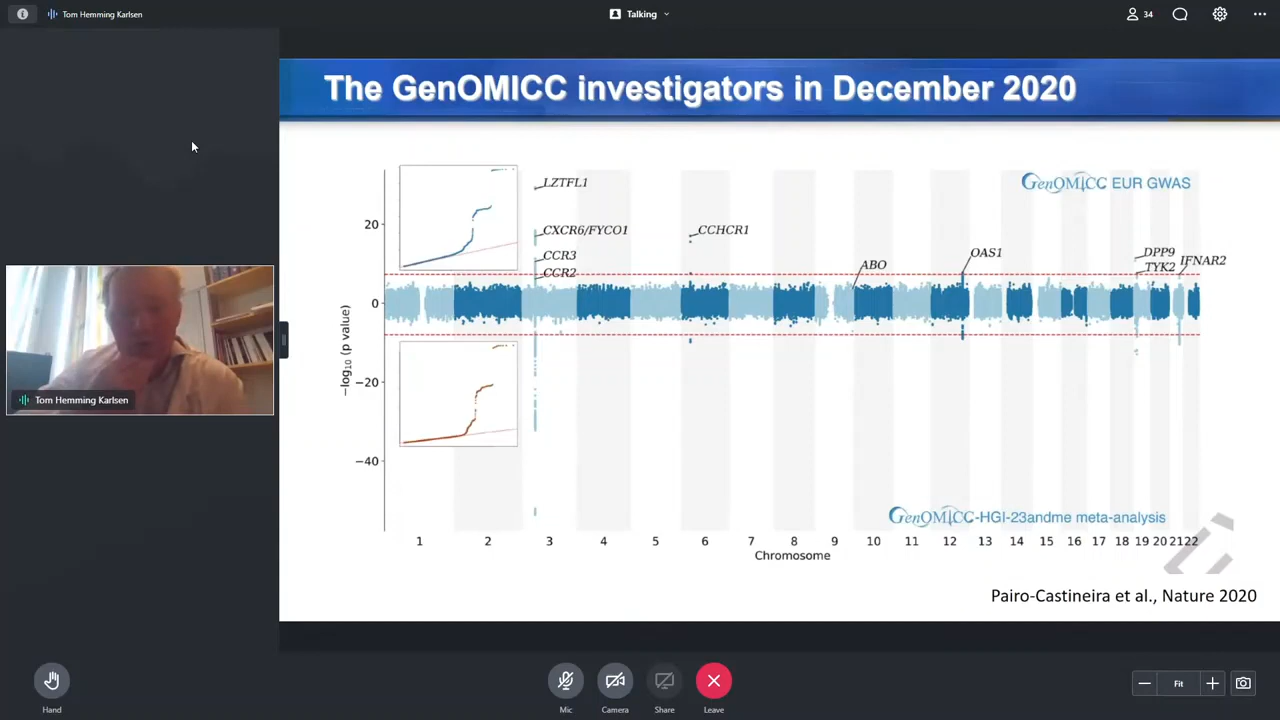 Tom Hemming Karlsen
Talking
34
The GenOMICC investigators in December 2020
GenOMICC EUR GWAS
LZTFL1
CXCR6/FYCO1
CCR3
CCR2
CCHCR1
ABO
OAS1
DPP9
TYK2
IFNAR2
20
0
−20
−40
−log10 (p value)
GenOMICC-HGI-23andme meta-analysis
1 2 3 4 5 6 7 8 9 10 11 12 13 14 15 16 17 18 19 20 21 22
Chromosome
Pairo-Castineira et al., Nature 2020
Tom Hemming Karlsen
Hand
Mic
Camera
Share
Leave
Fit